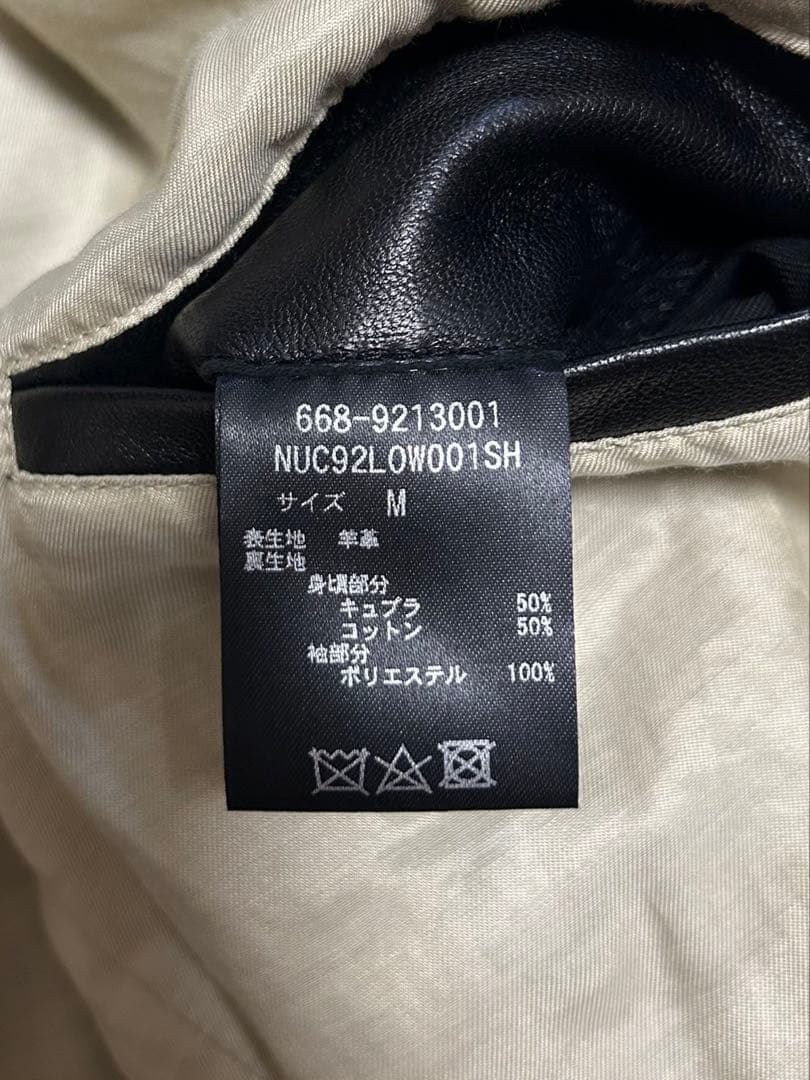 668-9213001
NUC92LOW001SH
サイズ M
表生地 羊革
裏生地
身頃部分
キュプラ 50%
コットン 50%
袖部分
ポリエステル 100%